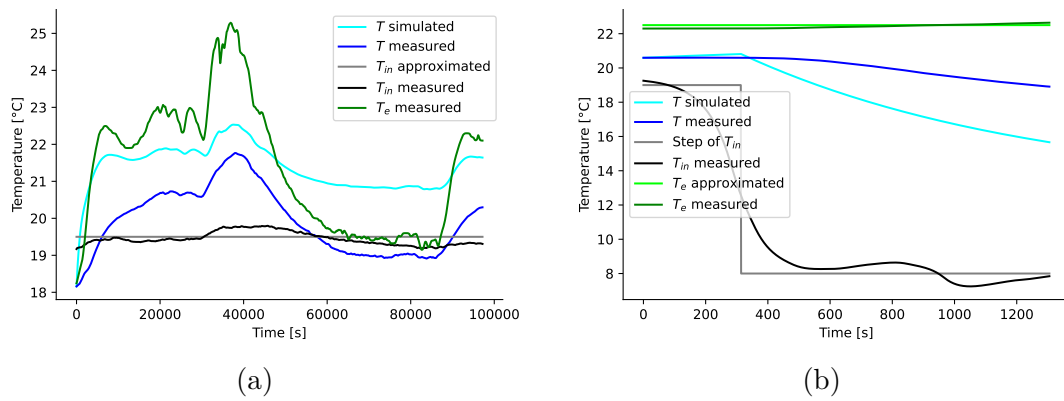 25
24
23
22
21
20
19
18
Temperature [°C]
0
20000
40000
60000
80000
100000
Time [s]
T simulated
T measured
T_in approximated
T_in measured
T_e measured
(a)
22
20
18
16
14
12
10
8
Temperature [°C]
0
200
400
600
800
1000
1200
Time [s]
T simulated
T measured
Step of T_in
T_in measured
T_e approximated
T_e measured
(b)